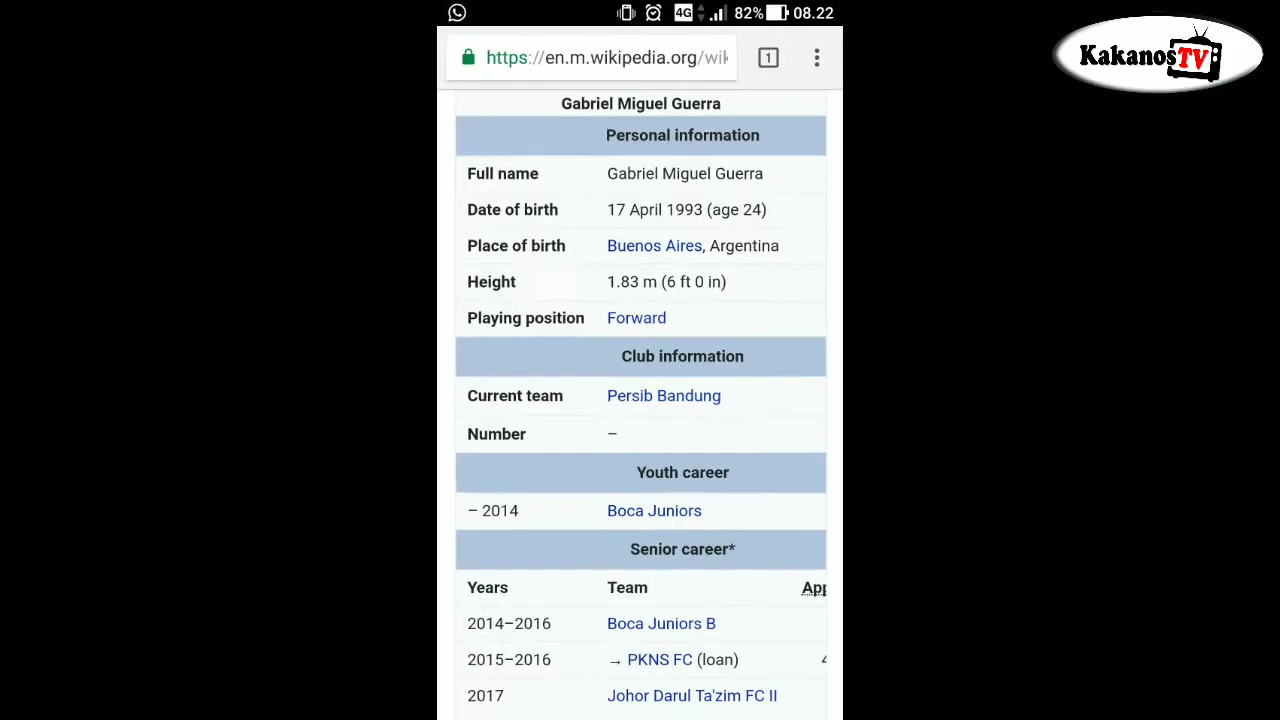 4G 82% 08.22
KakanosTV
https://en.m.wikipedia.org/wik
1
Gabriel Miguel Guerra
Personal information
Full name Gabriel Miguel Guerra
Date of birth 17 April 1993 (age 24)
Place of birth Buenos Aires, Argentina
Height 1.83 m (6 ft 0 in)
Playing position Forward
Club information
Current team Persib Bandung
Number –
Youth career
– 2014 Boca Juniors
Senior career*
Years Team App
2014–2016 Boca Juniors B
2015–2016 → PKNS FC (loan) 4
2017 Johor Darul Ta'zim FC II